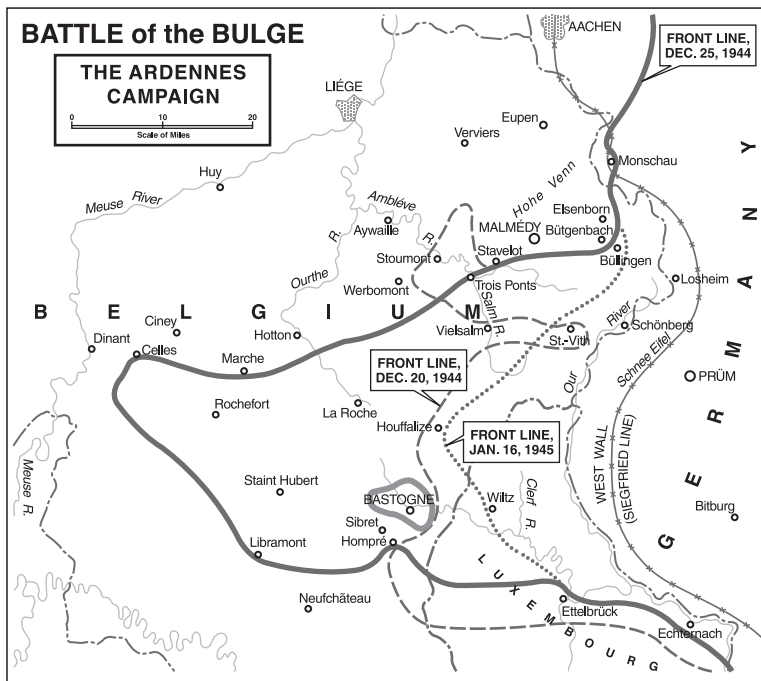 BATTLE of the BULGE
THE ARDENNES
CAMPAIGN
0 10 20
Scale of Miles
AACHEN
FRONT LINE,
DEC. 25, 1944
LIÉGE
Eupen
Verviers
Monschau
Huy
Meuse River
Hohe Venn
Ambléve
R.
Elsenborn
Aywaille
MALMÉDY
Bütgenbach
R.
Stoumont
Stavelot
Büllingen
Ourthe
Werbomont
Trois Ponts
Losheim
BELGIUM
Salm R.
River
Ciney
Hotton
Vielsalm
St.-Vith
Schönberg
Dinant
Celles
Marche
Our
Schnee Eifel
GERMANY
FRONT LINE,
DEC. 20, 1944
PRÜM
Rochefort
La Roche
Houffalize
FRONT LINE,
JAN. 16, 1945
WEST WALL
(SIEGFRIED LINE)
Meuse R.
Staint Hubert
BASTOGNE
Wiltz
Clerf R.
Bitburg
Sibret
Hompré
Libramont
Neufchâteau
LUXEMBOURG
Ettelbrück
Echternach